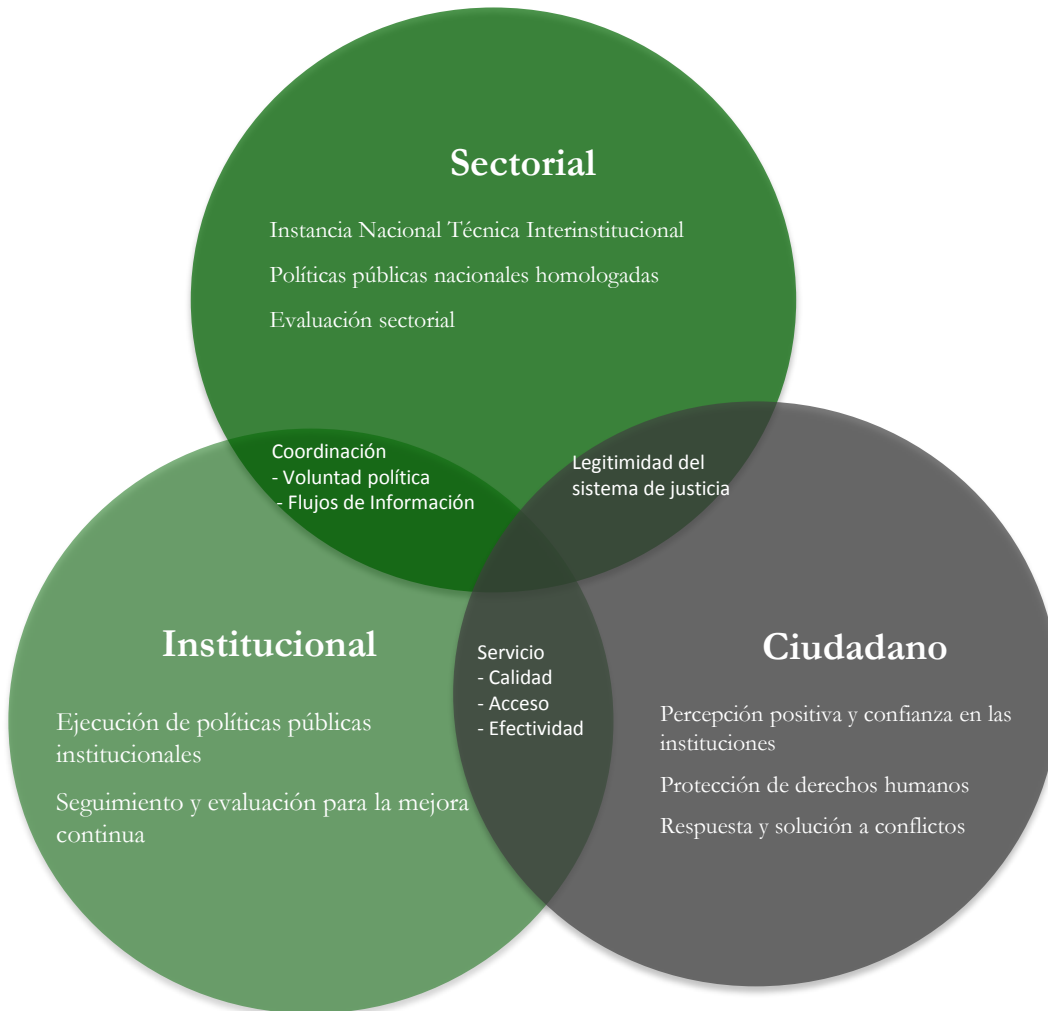 Sectorial
Instancia Nacional Técnica Interinstitucional
Políticas públicas nacionales homologadas
Evaluación sectorial
Coordinación
- Voluntad política
- Flujos de Información
Legitimidad del
sistema de justicia
Institucional
Ejecución de políticas públicas
institucionales
Seguimiento y evaluación para la mejora
continua
Servicio
- Calidad
- Acceso
- Efectividad
Ciudadano
Percepción positiva y confianza en las
instituciones
Protección de derechos humanos
Respuesta y solución a conflictos